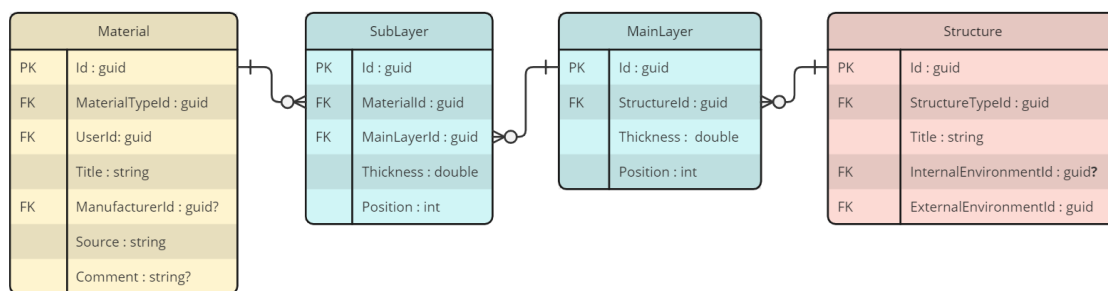 Material
PK Id : guid
FK MaterialTypeId : guid
FK UserId: guid
Title : string
FK ManufacturerId : guid?
Source : string
Comment : string?
SubLayer
PK Id : guid
FK MaterialId : guid
FK MainLayerId : guid
Thickness : double
Position : int
MainLayer
PK Id : guid
FK StructureId : guid
Thickness : double
Position : int
Structure
PK Id : guid
FK StructureTypeId : guid
Title : string
FK InternalEnvironmentId : guid?
FK ExternalEnvironmentId : guid